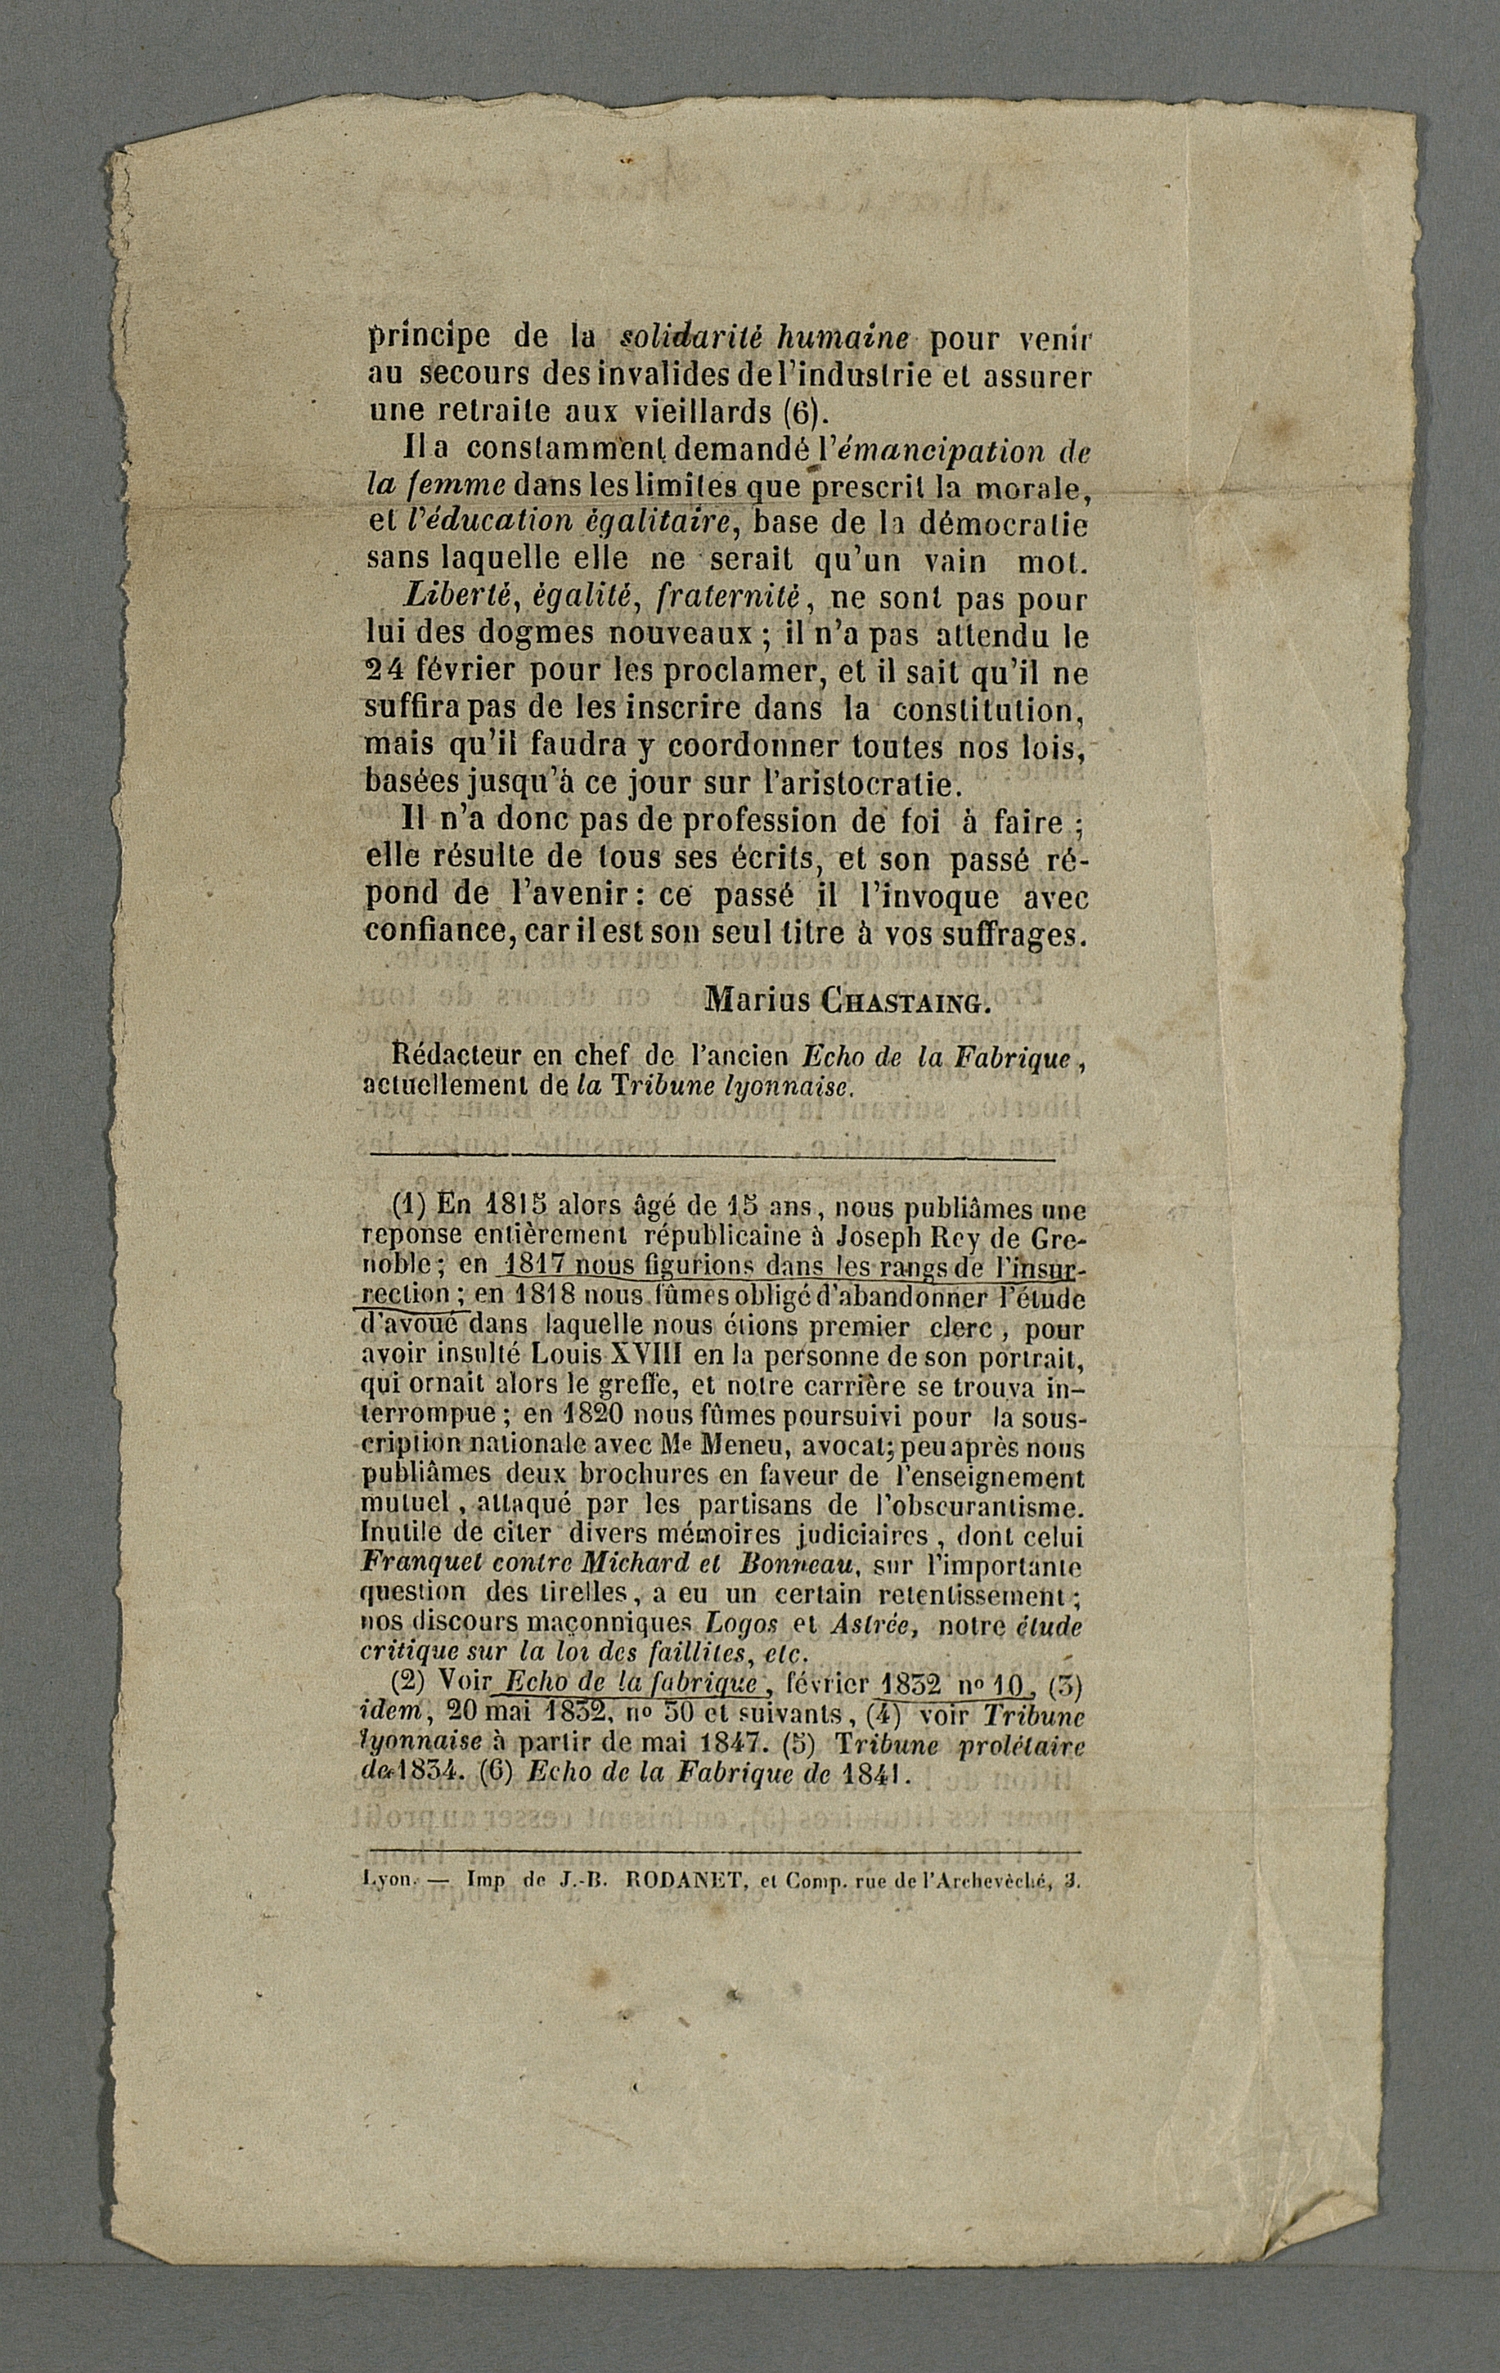 principe de la solidarité humaine pour venir
au secours des invalides de l'industrie et assurer
une retraite aux vieillards (6).
Il a constamment demandé l'émancipation de
la femme dans les limites que prescrit la morale,
et l'éducation égalitaire, base de la démocratie
sans laquelle elle ne serait qu'un vain mot.
Liberté, égalité, fraternité, ne sont pas pour
lui des dogmes nouveaux ; il n'a pas attendu le
24 février pour les proclamer, et il sait qu'il ne
suffira pas de les inscrire dans la constitution,
mais qu'il faudra y coordonner toutes nos lois,
basées jusqu'à ce jour sur l'aristocratie.
Il n'a donc pas de profession de foi à faire ;
elle résulte de tous ses écrits, et son passé ré-
pond de l'avenir : ce passé il l'invoque avec
confiance, car il est son seul titre à vos suffrages.
Marius CHASTAING.
Rédacteur en chef de l'ancien Echo de la Fabrique,
actuellement de la Tribune lyonnaise.
(1) En 1815 alors âgé de 15 ans, nous publiâmes une
reponse entièrement républicaine à Joseph Rey de Gre-
noble ; en 1817 nous figurions dans les rangs de l'insur-
rection ; en 1818 nous fûmes obligé d'abandonner l'étude
d'avoué dans laquelle nous étions premier clerc, pour
avoir insulté Louis XVIII en la personne de son portrait,
qui ornait alors le greffe, et notre carrière se trouva in-
terrompue ; en 1820 nous fûmes poursuivi pour la sous-
cription nationale avec Me Meneu, avocat; peu après nous
publiâmes deux brochures en faveur de l'enseignement
mutuel, attaqué par les partisans de l'obscurantisme.
Inutile de citer divers mémoires judiciaires, dont celui
Franquet contre Michard et Bonneau, sur l'importante
question des tirelles, a eu un certain retentissement ;
nos discours maçonniques Logos et Astrée, notre étude
critique sur la loi des faillites, etc.
(2) Voir Echo de la fabrique, février 1832 no 10, (3)
idem, 20 mai 1832, no 30 et suivants, (4) voir Tribune
lyonnaise à partir de mai 1847. (5) Tribune prolétaire
de 1834. (6) Echo de la Fabrique de 1841.
Lyon. — Imp de J.-B. RODANET, et Comp. rue de l'Archevêché, 3.